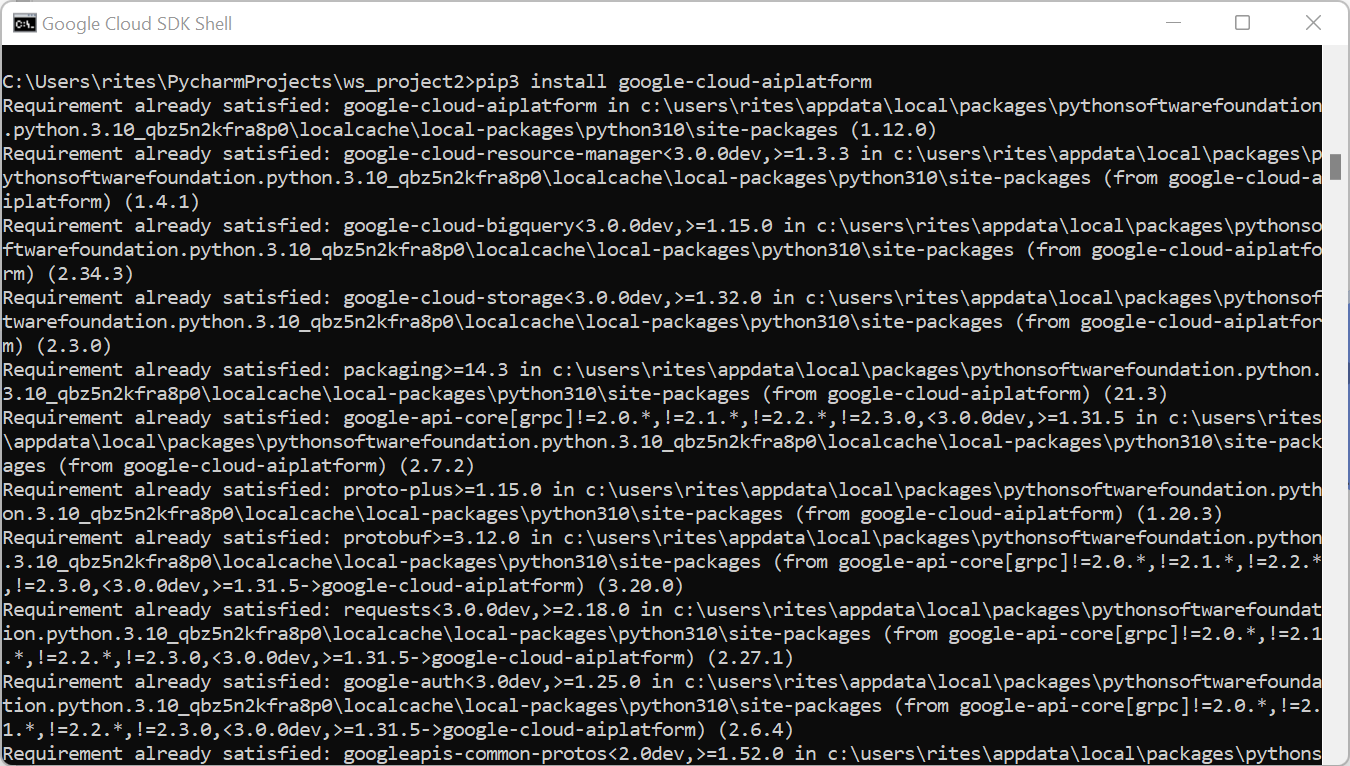 Google Cloud SDK Shell
C:\Users\rites\PycharmProjects\ws_project2>pip3 install google-cloud-aiplatform
Requirement already satisfied: google-cloud-aiplatform in c:\users\rites\appdata\local\packages\pythonsoftwarefoundation
.python.3.10_qbz5n2kfra8p0\localcache\local-packages\python310\site-packages (1.12.0)
Requirement already satisfied: google-cloud-resource-manager<3.0.0dev,>=1.3.3 in c:\users\rites\appdata\local\packages\p
ythonsoftwarefoundation.python.3.10_qbz5n2kfra8p0\localcache\local-packages\python310\site-packages (from google-cloud-a
iplatform) (1.4.1)
Requirement already satisfied: google-cloud-bigquery<3.0.0dev,>=1.15.0 in c:\users\rites\appdata\local\packages\pythonso
ftwarefoundation.python.3.10_qbz5n2kfra8p0\localcache\local-packages\python310\site-packages (from google-cloud-aiplatfo
rm) (2.34.3)
Requirement already satisfied: google-cloud-storage<3.0.0dev,>=1.32.0 in c:\users\rites\appdata\local\packages\pythonsof
twarefoundation.python.3.10_qbz5n2kfra8p0\localcache\local-packages\python310\site-packages (from google-cloud-aiplatfor
m) (2.3.0)
Requirement already satisfied: packaging>=14.3 in c:\users\rites\appdata\local\packages\pythonsoftwarefoundation.python.
3.10_qbz5n2kfra8p0\localcache\local-packages\python310\site-packages (from google-cloud-aiplatform) (21.3)
Requirement already satisfied: google-api-core[grpc]!=2.0.*,!=2.1.*,!=2.2.*,!=2.3.0,<3.0.0dev,>=1.31.5 in c:\users\rites
\appdata\local\packages\pythonsoftwarefoundation.python.3.10_qbz5n2kfra8p0\localcache\local-packages\python310\site-pack
ages (from google-cloud-aiplatform) (2.7.2)
Requirement already satisfied: proto-plus>=1.15.0 in c:\users\rites\appdata\local\packages\pythonsoftwarefoundation.pyth
on.3.10_qbz5n2kfra8p0\localcache\local-packages\python310\site-packages (from google-cloud-aiplatform) (1.20.3)
Requirement already satisfied: protobuf>=3.12.0 in c:\users\rites\appdata\local\packages\pythonsoftwarefoundation.python
.3.10_qbz5n2kfra8p0\localcache\local-packages\python310\site-packages (from google-api-core[grpc]!=2.0.*,!=2.1.*,!=2.2.*
,!=2.3.0,<3.0.0dev,>=1.31.5->google-cloud-aiplatform) (3.20.0)
Requirement already satisfied: requests<3.0.0dev,>=2.18.0 in c:\users\rites\appdata\local\packages\pythonsoftwarefoundat
ion.python.3.10_qbz5n2kfra8p0\localcache\local-packages\python310\site-packages (from google-api-core[grpc]!=2.0.*,!=2.1
.*,!=2.2.*,!=2.3.0,<3.0.0dev,>=1.31.5->google-cloud-aiplatform) (2.27.1)
Requirement already satisfied: google-auth<3.0dev,>=1.25.0 in c:\users\rites\appdata\local\packages\pythonsoftwarefounda
tion.python.3.10_qbz5n2kfra8p0\localcache\local-packages\python310\site-packages (from google-api-core[grpc]!=2.0.*,!=2.
1.*,!=2.2.*,!=2.3.0,<3.0.0dev,>=1.31.5->google-cloud-aiplatform) (2.6.4)
Requirement already satisfied: googleapis-common-protos<2.0dev,>=1.52.0 in c:\users\rites\appdata\local\packages\pythons